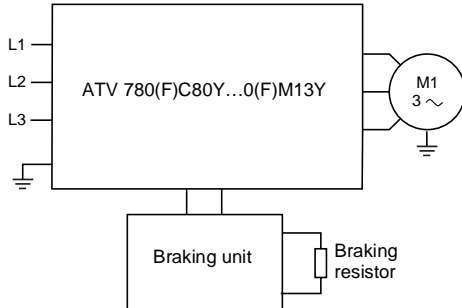 L1
L2
L3
ATV 780(F)C80Y…0(F)M13Y
M1
3 ~
Braking unit
Braking
resistor